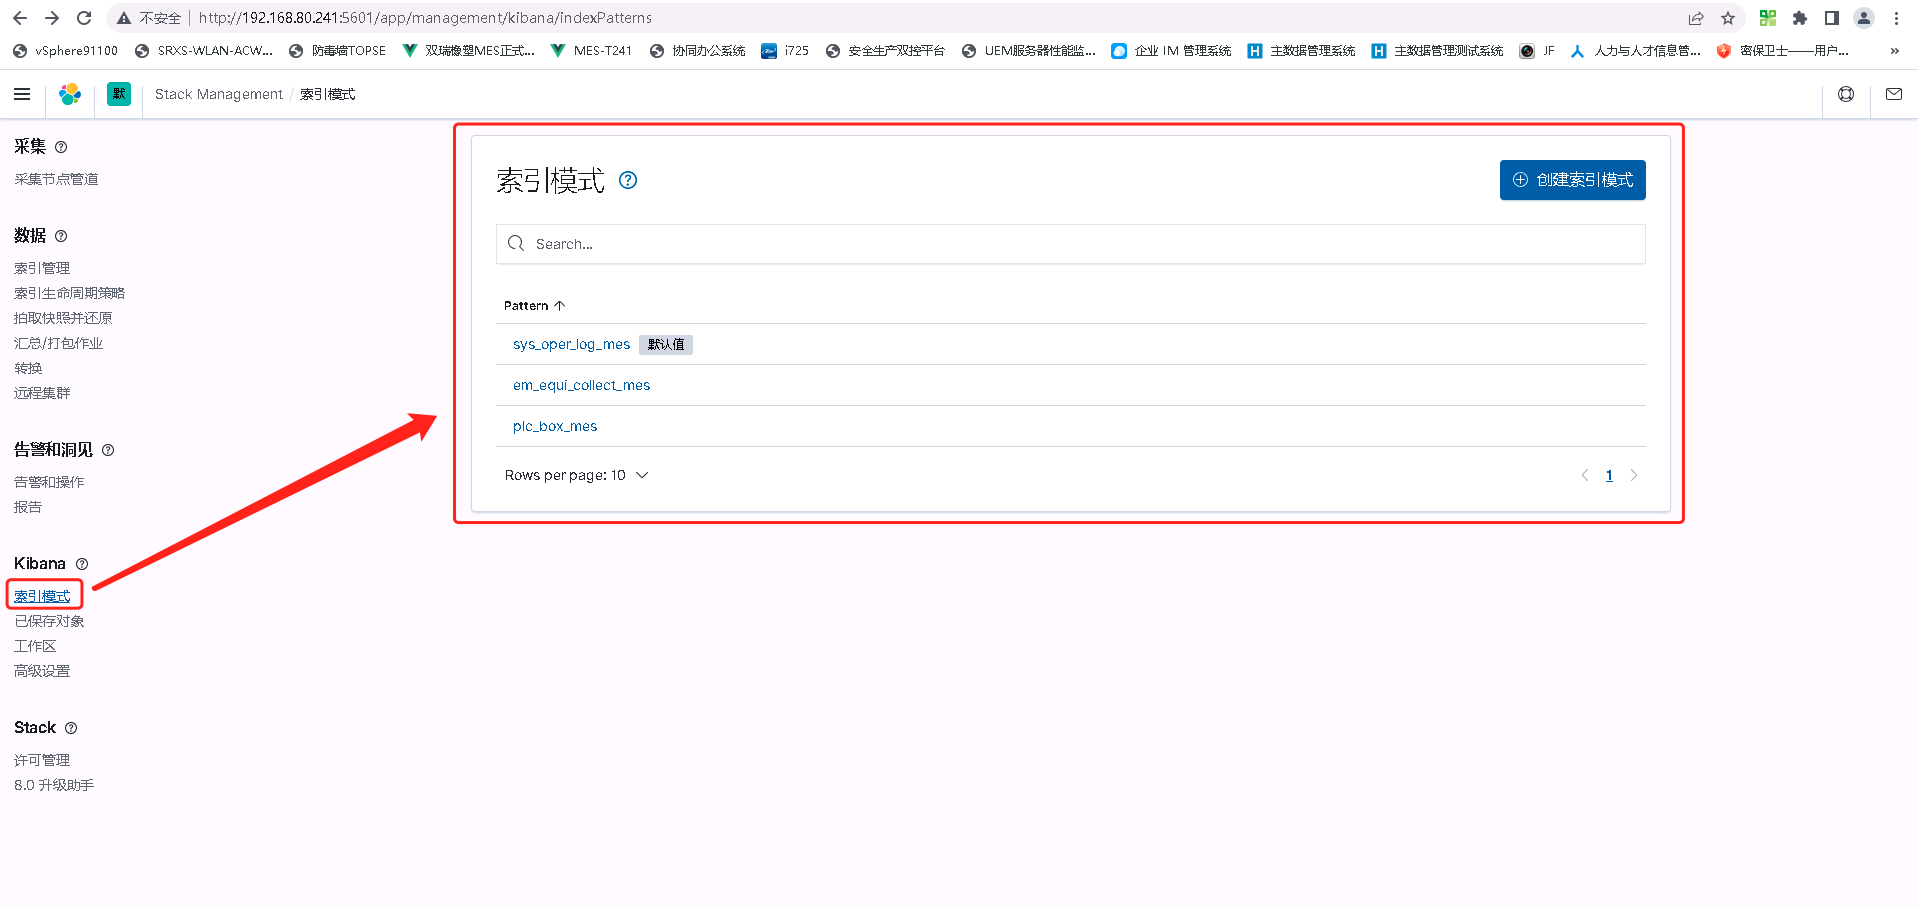 不安全 http://192.168.80.241:5601/app/management/kibana/indexPatterns
vSphere91100 SRXS-WLAN-ACW... 防毒墙TOPSE 双瑞橡塑MES正式... MES-T241 协同办公系统 i725 安全生产双控平台 UEM服务器性能监... 企业 IM 管理系统 主数据管理系统 主数据管理测试系统 JF 人力与人才信息管... 密保卫士——用户... »
默 Stack Management / 索引模式
采集
采集节点管道
数据
索引管理
索引生命周期策略
拍取快照并还原
汇总/打包作业
转换
远程集群
告警和洞见
告警和操作
报告
Kibana
索引模式
已保存对象
工作区
高级设置
Stack
许可管理
8.0 升级助手
索引模式
创建索引模式
Search...
Pattern
sys_oper_log_mes 默认值
em_equi_collect_mes
plc_box_mes
Rows per page: 10
1